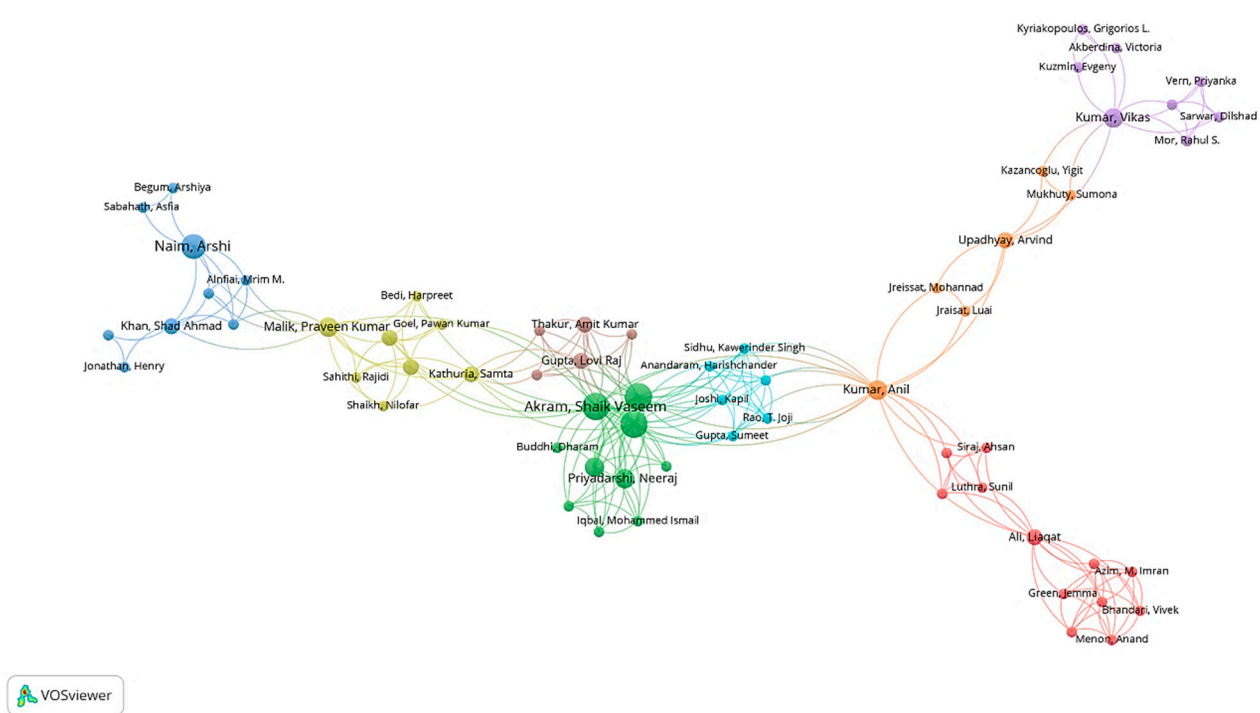 Kyriakopoulos, Grigorios L.
Akberdina, Victoria
Kuzmin, Evgeny
Vern, Priyanka
Kumar, Vikas
Sarwar, Dilshad
Mor, Rahul S.
Kazancoglu, Yigit
Mukhuty, Sumona
Upadhyay, Arvind
Jreissat, Mohannad
Jraisat, Luai
Begum, Arshiya
Sabahath, Asfia
Naim, Arshi
Alnfiai, Mrim M.
Khan, Shad Ahmad
Jonathan, Henry
Bedi, Harpreet
Malik, Praveen Kumar
Goel, Pawan Kumar
Sahithi, Rajidi
Kathuria, Samta
Shaikh, Nilofar
Thakur, Amit Kumar
Gupta, Lovi Raj
Akram, Shaik Vaseem
Sidhu, Kawerinder Singh
Anandaram, Harishchander
Joshi, Kapil
Rao, T. Joji
Gupta, Sumeet
Kumar, Anil
Buddhi, Dharam
Priyadarshi, Neeraj
Iqbal, Mohammed Ismail
Siraj, Ahsan
Luthra, Sunil
Ali, Liaqat
Azim, M. Imran
Green, Jemma
Bhandari, Vivek
Menon, Anand
VOSviewer